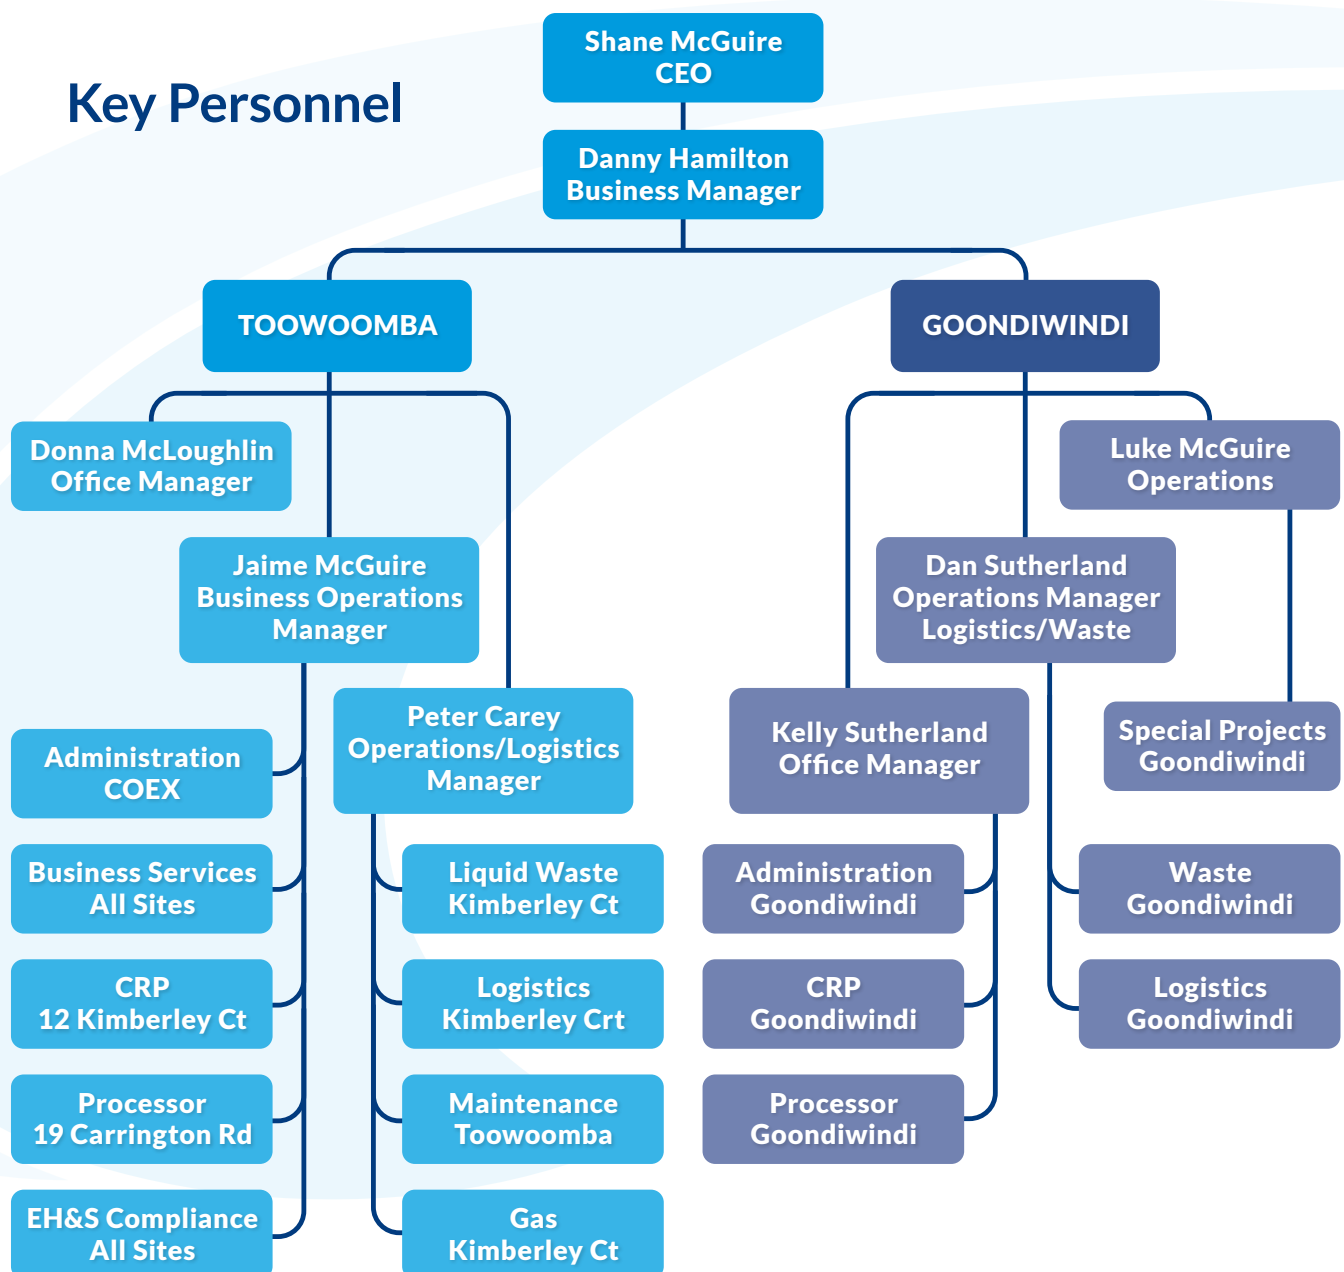 Key Personnel
Shane McGuire
CEO
Danny Hamilton
Business Manager
TOOWOOMBA
GOONDIWINDI
Donna McLoughlin
Office Manager
Jaime McGuire
Business Operations
Manager
Peter Carey
Operations/Logistics
Manager
Administration
COEX
Business Services
All Sites
CRP
12 Kimberley Ct
Processor
19 Carrington Rd
EH&S Compliance
All Sites
Liquid Waste
Kimberley Ct
Logistics
Kimberley Crt
Maintenance
Toowoomba
Gas
Kimberley Ct
Luke McGuire
Operations
Dan Sutherland
Operations Manager
Logistics/Waste
Kelly Sutherland
Office Manager
Special Projects
Goondiwindi
Administration
Goondiwindi
CRP
Goondiwindi
Processor
Goondiwindi
Waste
Goondiwindi
Logistics
Goondiwindi